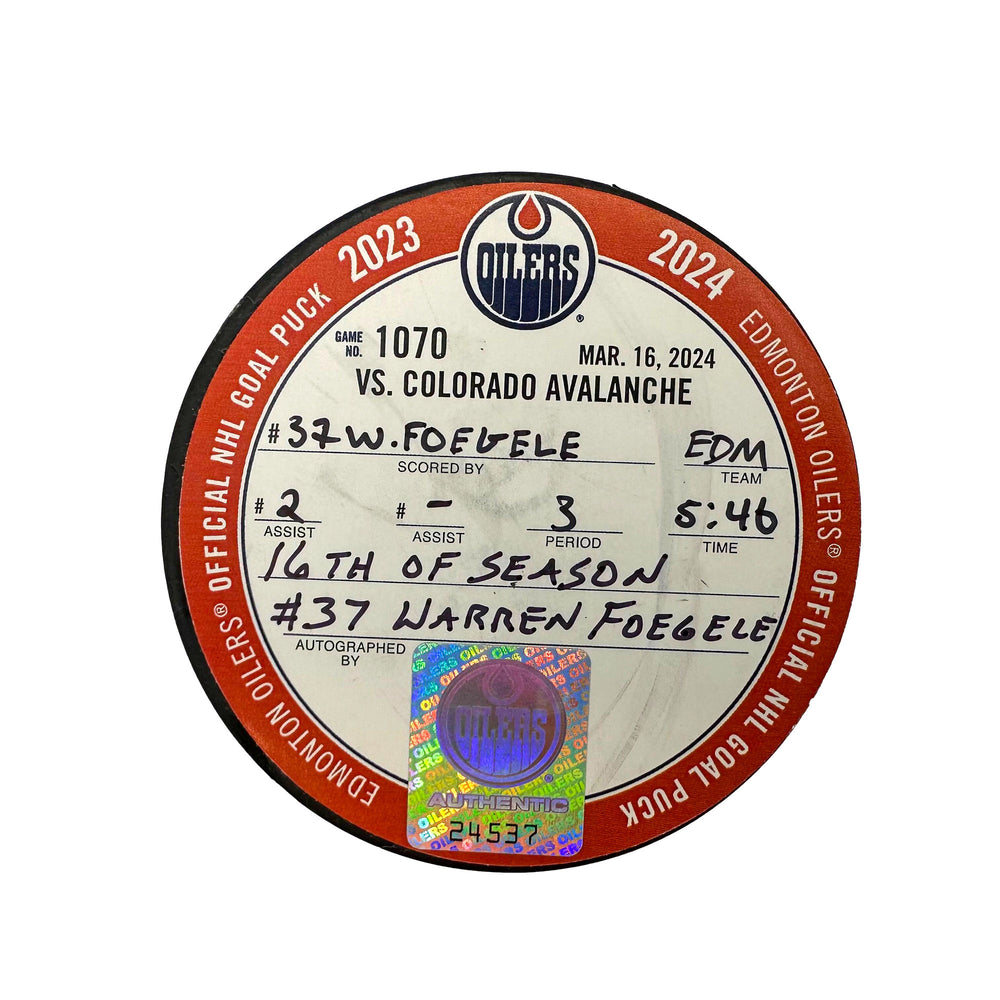 EDMONTON OILERS® OFFICIAL NHL GOAL PUCK 2023
2024 EDMONTON OILERS® OFFICIAL NHL GOAL PUCK
OILERS
®
GAME NO. 1070
MAR. 16, 2024
VS. COLORADO AVALANCHE
#37 W. FOEGELE EDM
SCORED BY TEAM
# 2 # - 3 5:46
ASSIST ASSIST PERIOD TIME
16TH OF SEASON
#37 WARREN FOEGELE
AUTOGRAPHED BY
OILERS
®
AUTHENTIC
24537